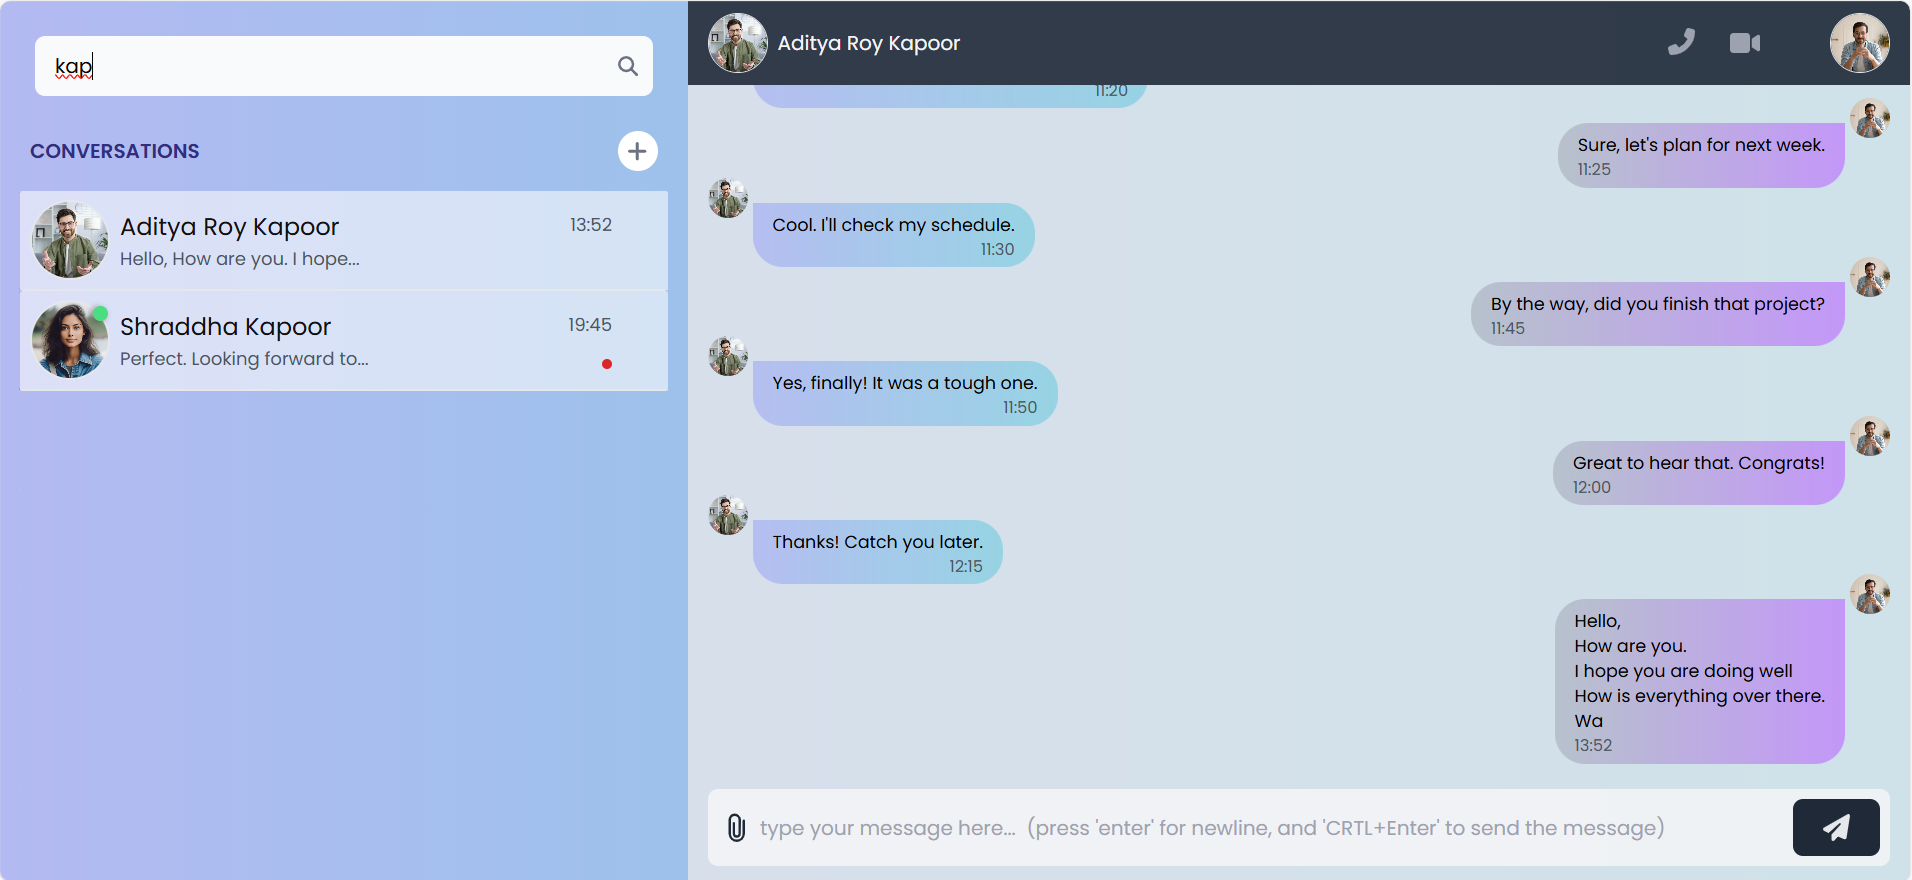 kap
CONVERSATIONS
Aditya Roy Kapoor
13:52
Hello, How are you. I hope...
Shraddha Kapoor
19:45
Perfect. Looking forward to...
Aditya Roy Kapoor
11:20
Sure, let's plan for next week.
11:25
Cool. I'll check my schedule.
11:30
By the way, did you finish that project?
11:45
Yes, finally! It was a tough one.
11:50
Great to hear that. Congrats!
12:00
Thanks! Catch you later.
12:15
Hello,
How are you.
I hope you are doing well
How is everything over there.
Wa
13:52
type your message here... (press 'enter' for newline, and 'CRTL+Enter' to send the message)